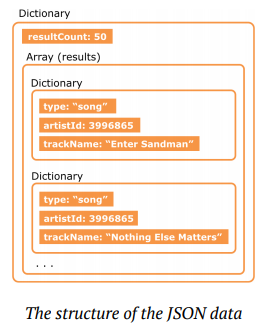 Dictionary
resultCount: 50
Array (results)
Dictionary
type: “song”
artistId: 3996865
trackName: “Enter Sandman”
Dictionary
type: “song”
artistId: 3996865
trackName: “Nothing Else Matters”
. . .
The structure of the JSON data